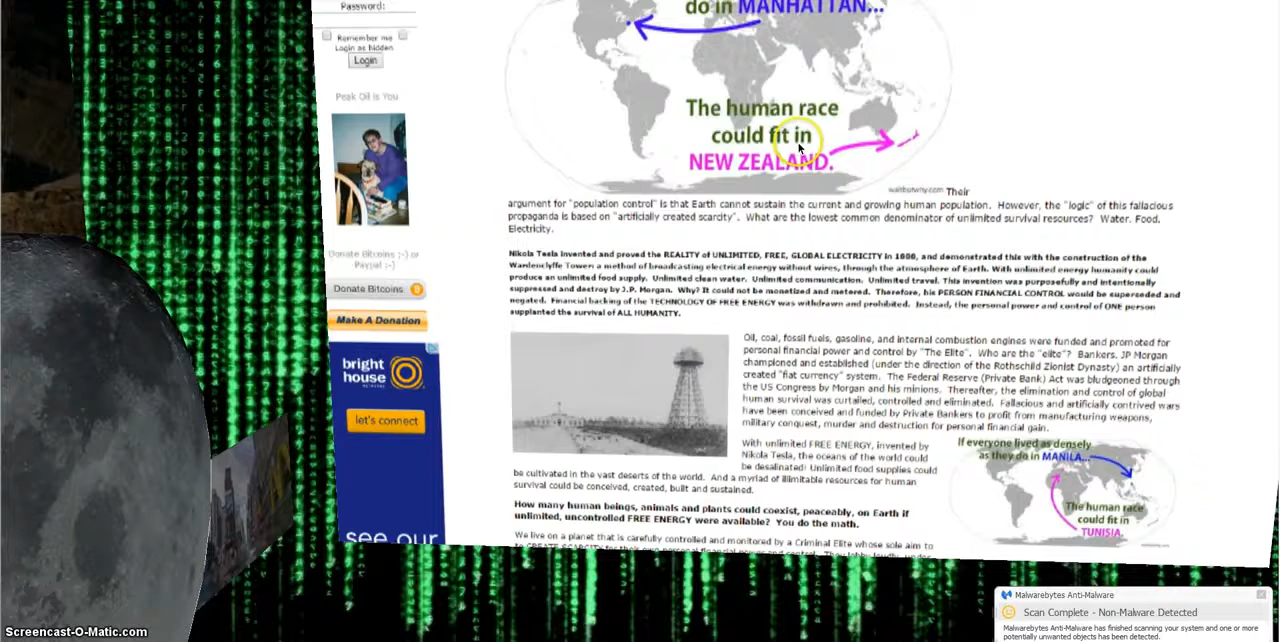 Password:
Remember me
Login as hidden
Login
Peak Oil is You
Donate Bitcoins ;-) or
Paypal :-)
Donate Bitcoins
Make A Donation
bright
house
let's connect
see our
do in MANHATTAN...
The human race
could fit in
NEW ZEALAND.
waitbutwhy.com Their
argument for "population control" is that Earth cannot sustain the current and growing human population. However, the "logic" of this fallacious
propaganda is based on "artificially created scarcity". What are the lowest common denominator of unlimited survival resources? Water. Food.
Electricity.
Nikola Tesla invented and proved the REALITY of UNLIMITED, FREE, GLOBAL ELECTRICITY in 1886, and demonstrated this with the construction of the
Wardenclyffe Tower: a method of broadcasting electrical energy without wires, through the atmosphere of Earth. With unlimited energy humanity could
produce an unlimited food supply. Unlimited clean water. Unlimited communication. Unlimited travel. This invention was purposefully and intentionally
suppressed and destroy by J.P. Morgan. Why? It could not be monetized and metered. Therefore, his PERSON FINANCIAL CONTROL would be superseded and
negated. Financial backing of the TECHNOLOGY OF FREE ENERGY was withdrawn and prohibited. Instead, the personal power and control of ONE person
supplanted the survival of ALL HUMANITY.
Oil, coal, fossil fuels, gasoline, and internal combustion engines were funded and promoted for
personal financial power and control by "The Elite". Who are the "elite"? Bankers. JP Morgan
championed and established (under the direction of the Rothschild Zionist Dynasty) an artificially
created "fiat currency" system. The Federal Reserve (Private Bank) Act was bludgeoned through
the US Congress by Morgan and his minions. Thereafter, the elimination and control of global
human survival was curtailed, controlled and eliminated. Fallacious and artificially contrived wars
have been conceived and funded by Private Bankers to profit from manufacturing weapons,
military conquest, murder and destruction for personal financial gain.
With unlimited FREE ENERGY, invented by
Nikola Tesla, the oceans of the world could
be desalinated! Unlimited food supplies could
be cultivated in the vast deserts of the world. And a myriad of illimitable resources for human
survival could be conceived, created, built and sustained.
If everyone lived as densely
as they do in MANILA...
The human race
could fit in
TUNISIA.
How many human beings, animals and plants could coexist, peaceably, on Earth if
unlimited, uncontrolled FREE ENERGY were available? You do the math.
We live on a planet that is carefully controlled and monitored by a Criminal Elite whose sole aim to
to CREATE SCARCITY for their own personal financial power and control. They lobby loudly, under
Malwarebytes Anti-Malware
Scan Complete - Non-Malware Detected
Malwarebytes Anti-Malware has finished scanning your system and one or more
potentially unwanted objects has been detected.
Screencast-O-Matic.com